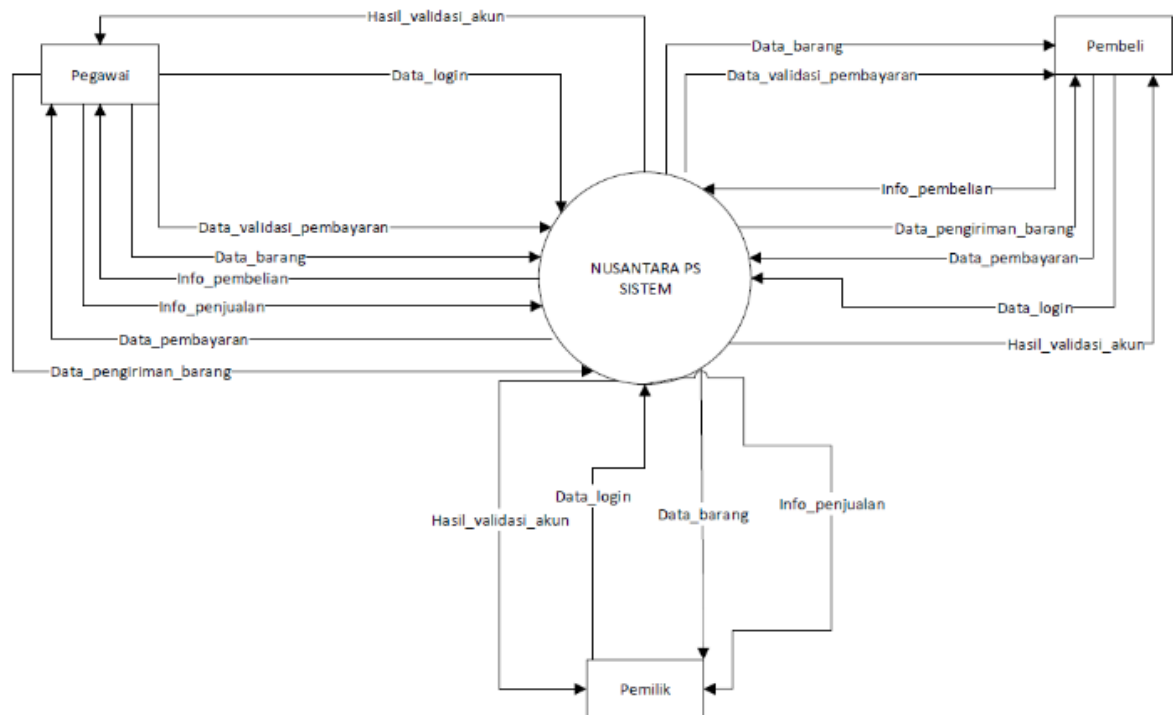 Hasil_validasi_akun
Pegawai
Data_login
Data_barang
Pembeli
Data_validasi_pembayaran
Info_pembelian
Data_validasi_pembayaran
Data_pengiriman_barang
Data_barang
Data_pembayaran
Info_pembelian
NUSANTARA PS
SISTEM
Info_penjualan
Data_login
Data_pembayaran
Hasil_validasi_akun
Data_pengiriman_barang
Data_login
Info_penjualan
Data_barang
Hasil_validasi_akun
Pemilik